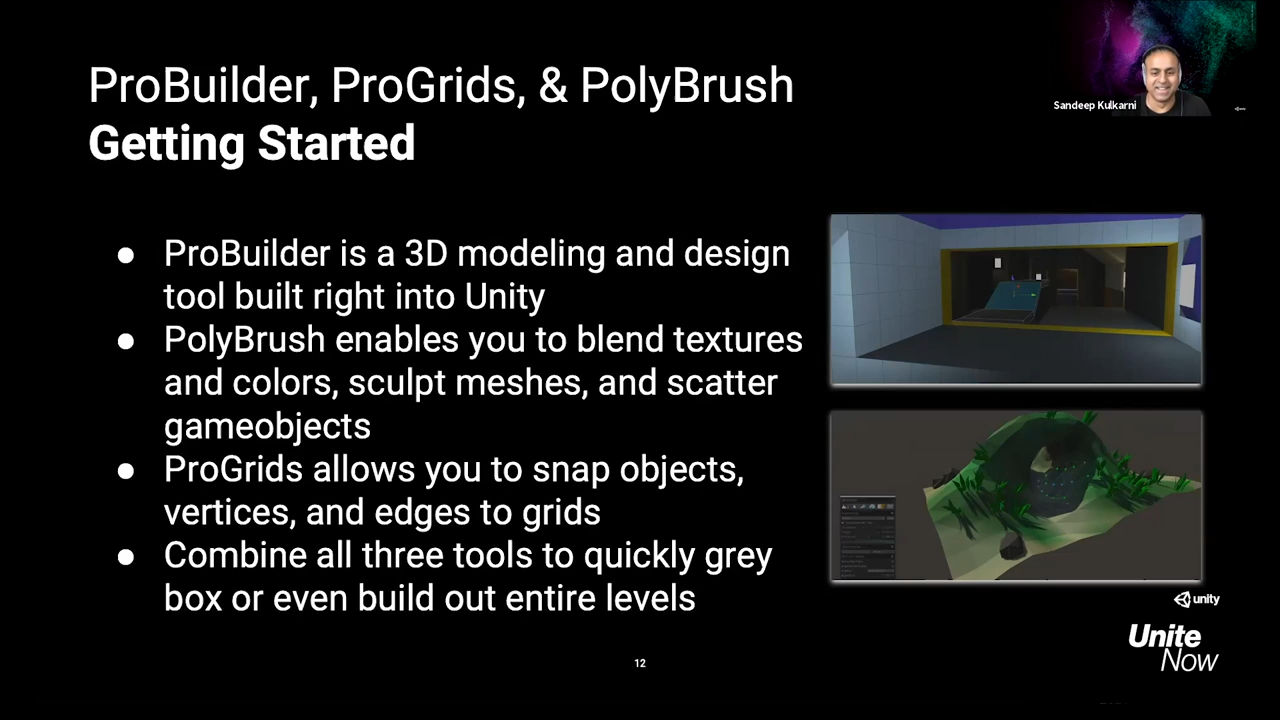 ProBuilder, ProGrids, & PolyBrush
Getting Started
Sandeep Kulkarni
● ProBuilder is a 3D modeling and design
tool built right into Unity
● PolyBrush enables you to blend textures
and colors, sculpt meshes, and scatter
gameobjects
● ProGrids allows you to snap objects,
vertices, and edges to grids
● Combine all three tools to quickly grey
box or even build out entire levels
unity
Unite
Now
12